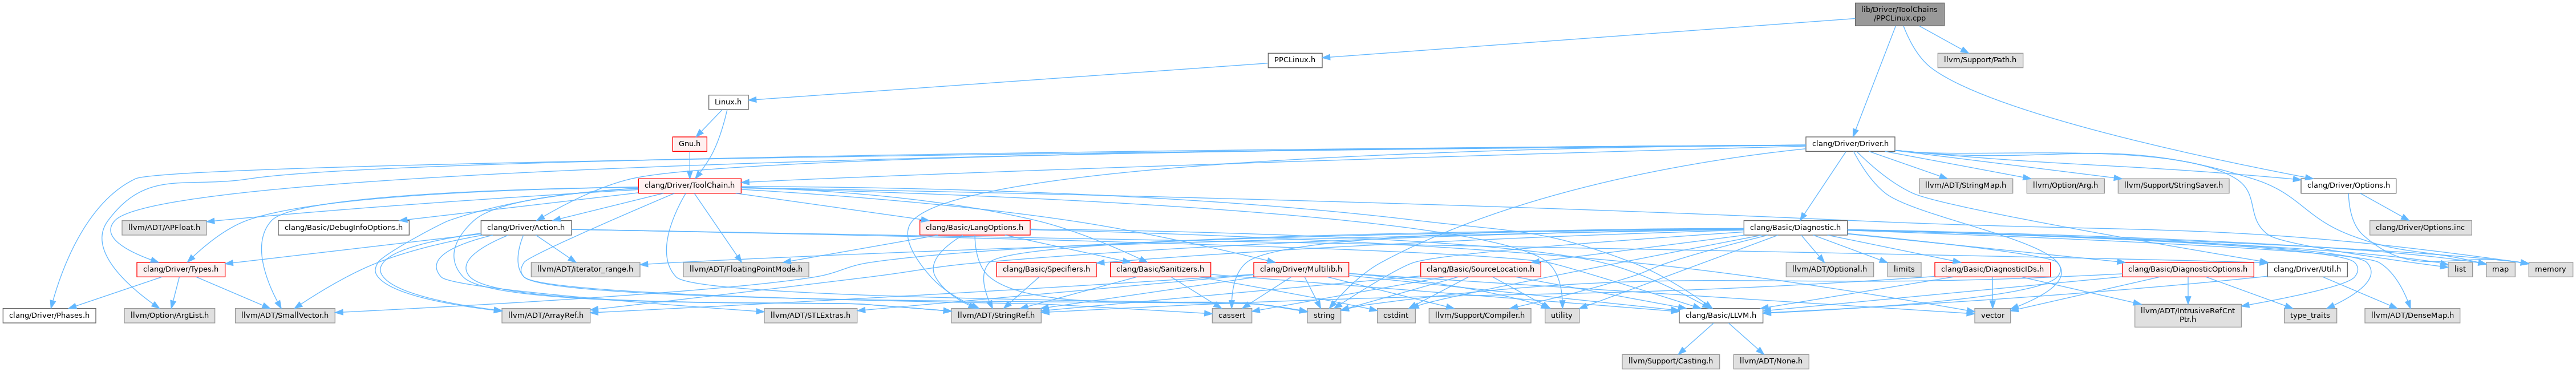 lib/Driver/ToolChains
/PPCLinux.cpp
PPCLinux.h
llvm/Support/Path.h
Linux.h
Gnu.h
clang/Driver/Driver.h
clang/Driver/ToolChain.h
llvm/ADT/StringMap.h
llvm/Option/Arg.h
llvm/Support/StringSaver.h
clang/Driver/Options.h
llvm/ADT/APFloat.h
clang/Basic/DebugInfoOptions.h
clang/Driver/Action.h
clang/Basic/LangOptions.h
clang/Basic/Diagnostic.h
clang/Driver/Options.inc
clang/Driver/Types.h
llvm/ADT/iterator_range.h
llvm/ADT/FloatingPointMode.h
clang/Basic/Specifiers.h
clang/Basic/Sanitizers.h
clang/Driver/Multilib.h
clang/Basic/SourceLocation.h
llvm/ADT/Optional.h
limits
clang/Basic/DiagnosticIDs.h
clang/Basic/DiagnosticOptions.h
clang/Driver/Util.h
list
map
memory
clang/Driver/Phases.h
llvm/Option/ArgList.h
llvm/ADT/SmallVector.h
llvm/ADT/ArrayRef.h
llvm/ADT/STLExtras.h
llvm/ADT/StringRef.h
cassert
string
cstdint
llvm/Support/Compiler.h
utility
clang/Basic/LLVM.h
vector
llvm/ADT/IntrusiveRefCnt
Ptr.h
type_traits
llvm/ADT/DenseMap.h
llvm/Support/Casting.h
llvm/ADT/None.h